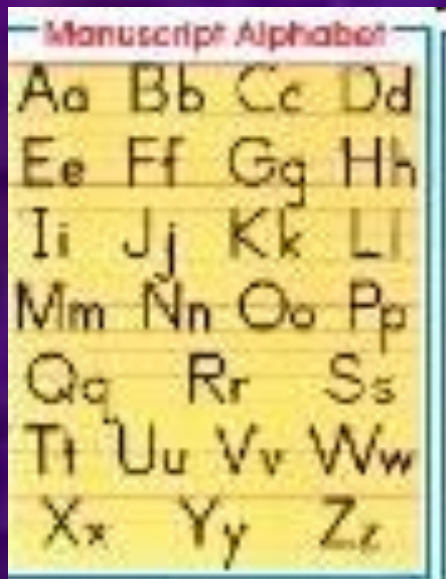 Manuscript Alphabet
Aa Bb Cc Dd
Ee Ff Gg Hh
Ii Jj Kk Ll
Mm Nn Oo Pp
Qq Rr Ss
Tt Uu Vv Ww
Xx Yy Zz